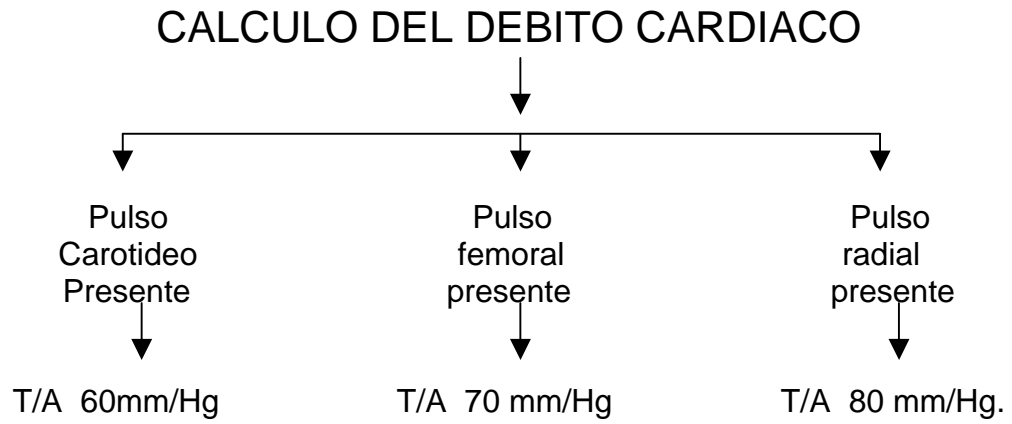 CALCULO DEL DEBITO CARDIACO
Pulso
Carotideo
Presente
Pulso
femoral
presente
Pulso
radial
presente
T/A 60mm/Hg
T/A 70 mm/Hg
T/A 80 mm/Hg.